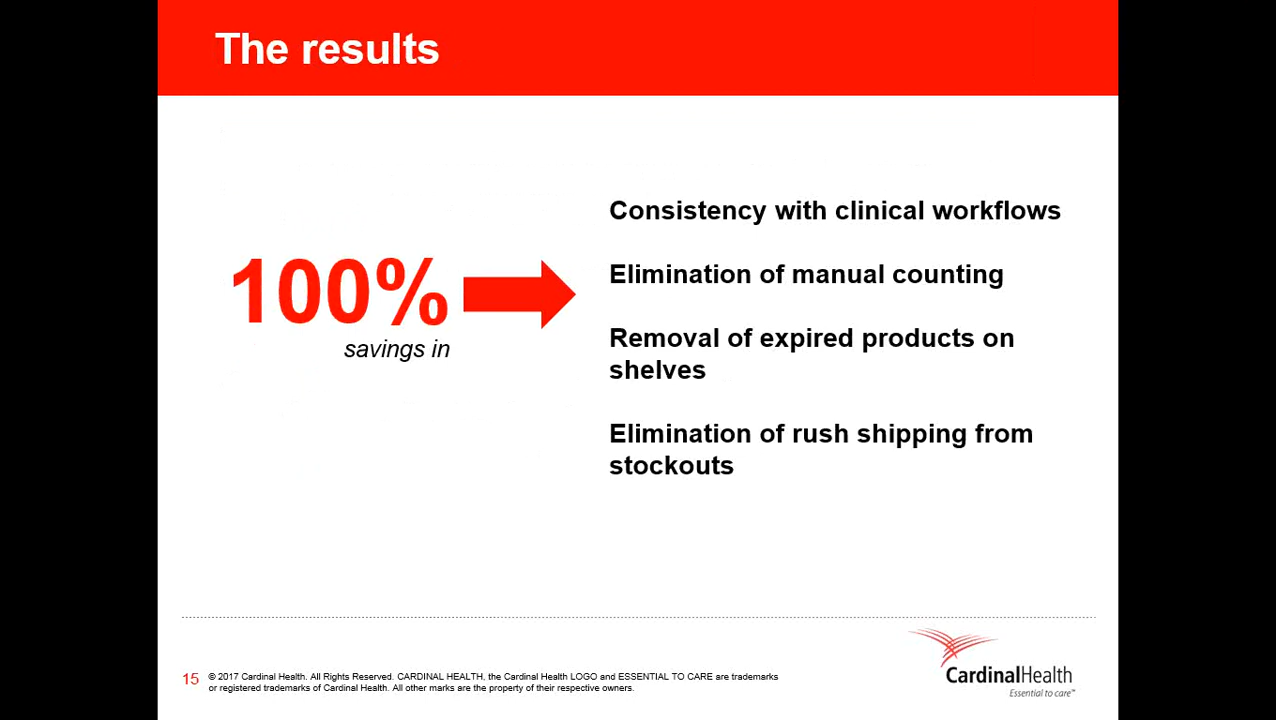 The results
100%
savings in
Consistency with clinical workflows
Elimination of manual counting
Removal of expired products on
shelves
Elimination of rush shipping from
stockouts
15
© 2017 Cardinal Health. All Rights Reserved. CARDINAL HEALTH, the Cardinal Health LOGO and ESSENTIAL TO CARE are trademarks
or registered trademarks of Cardinal Health. All other marks are the property of their respective owners.
CardinalHealth
Essential to care™